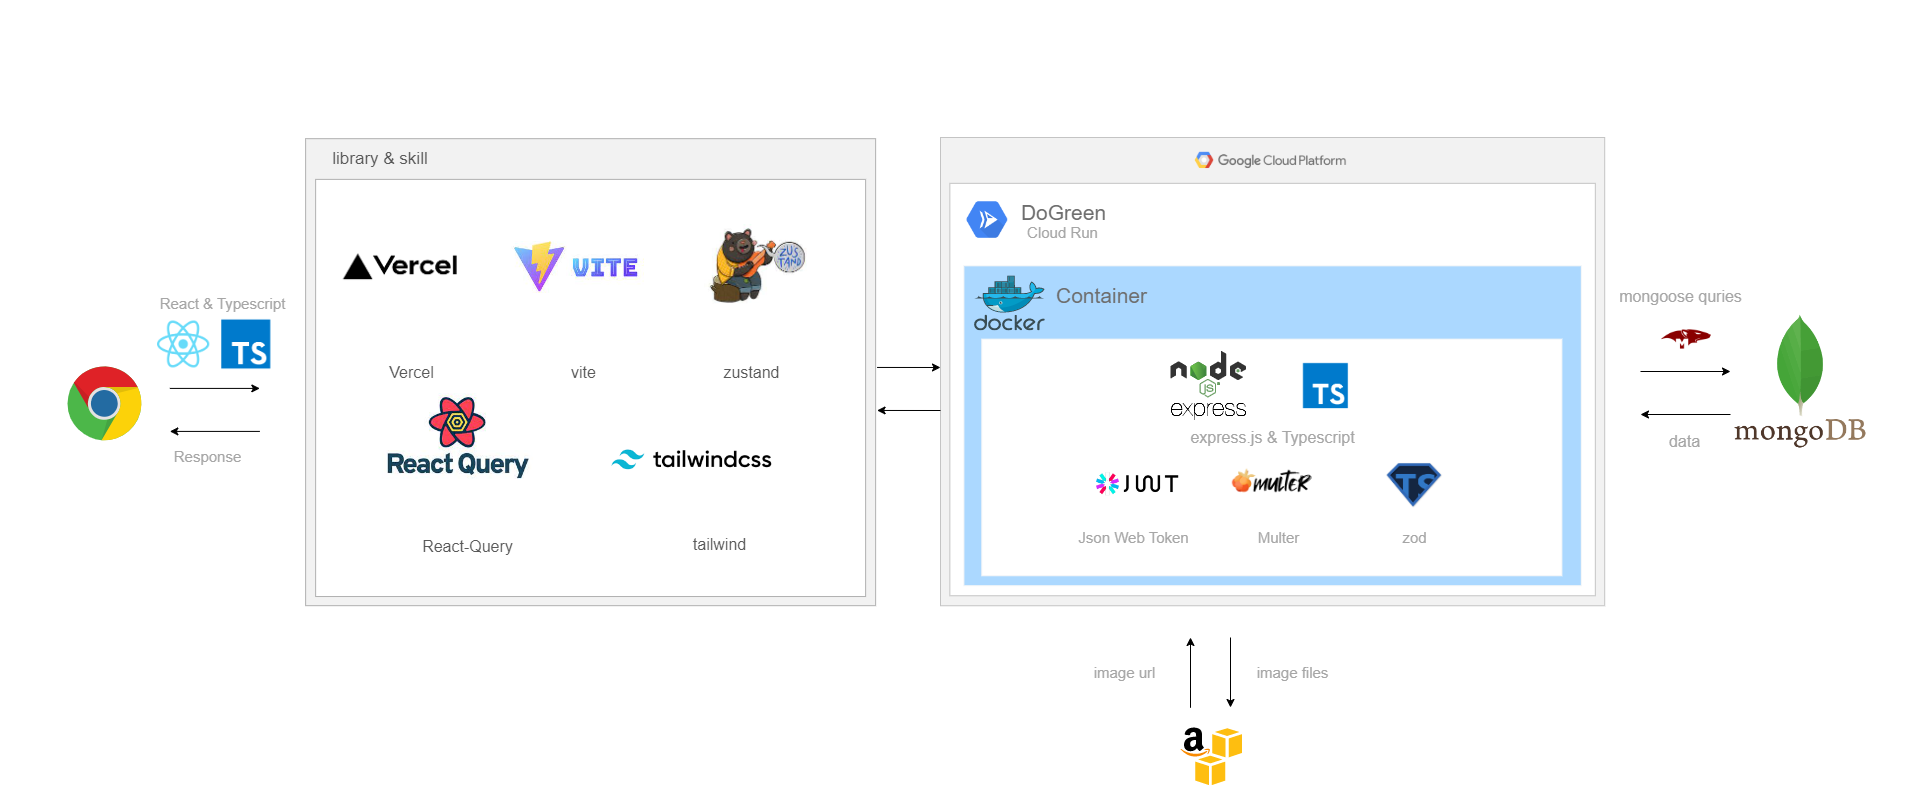 library & skill
Google Cloud Platform
DoGreen
Cloud Run
Vercel
VITE
ZUSTAND
docker
Container
React & Typescript
TS
mongoose quries
Vercel
vite
zustand
node
JS
express
TS
express.js & Typescript
React Query
tailwindcss
Response
data
mongoDB
JWT
MULTER
TS
Json Web Token
Multer
zod
React-Query
tailwind
image url
image files
a